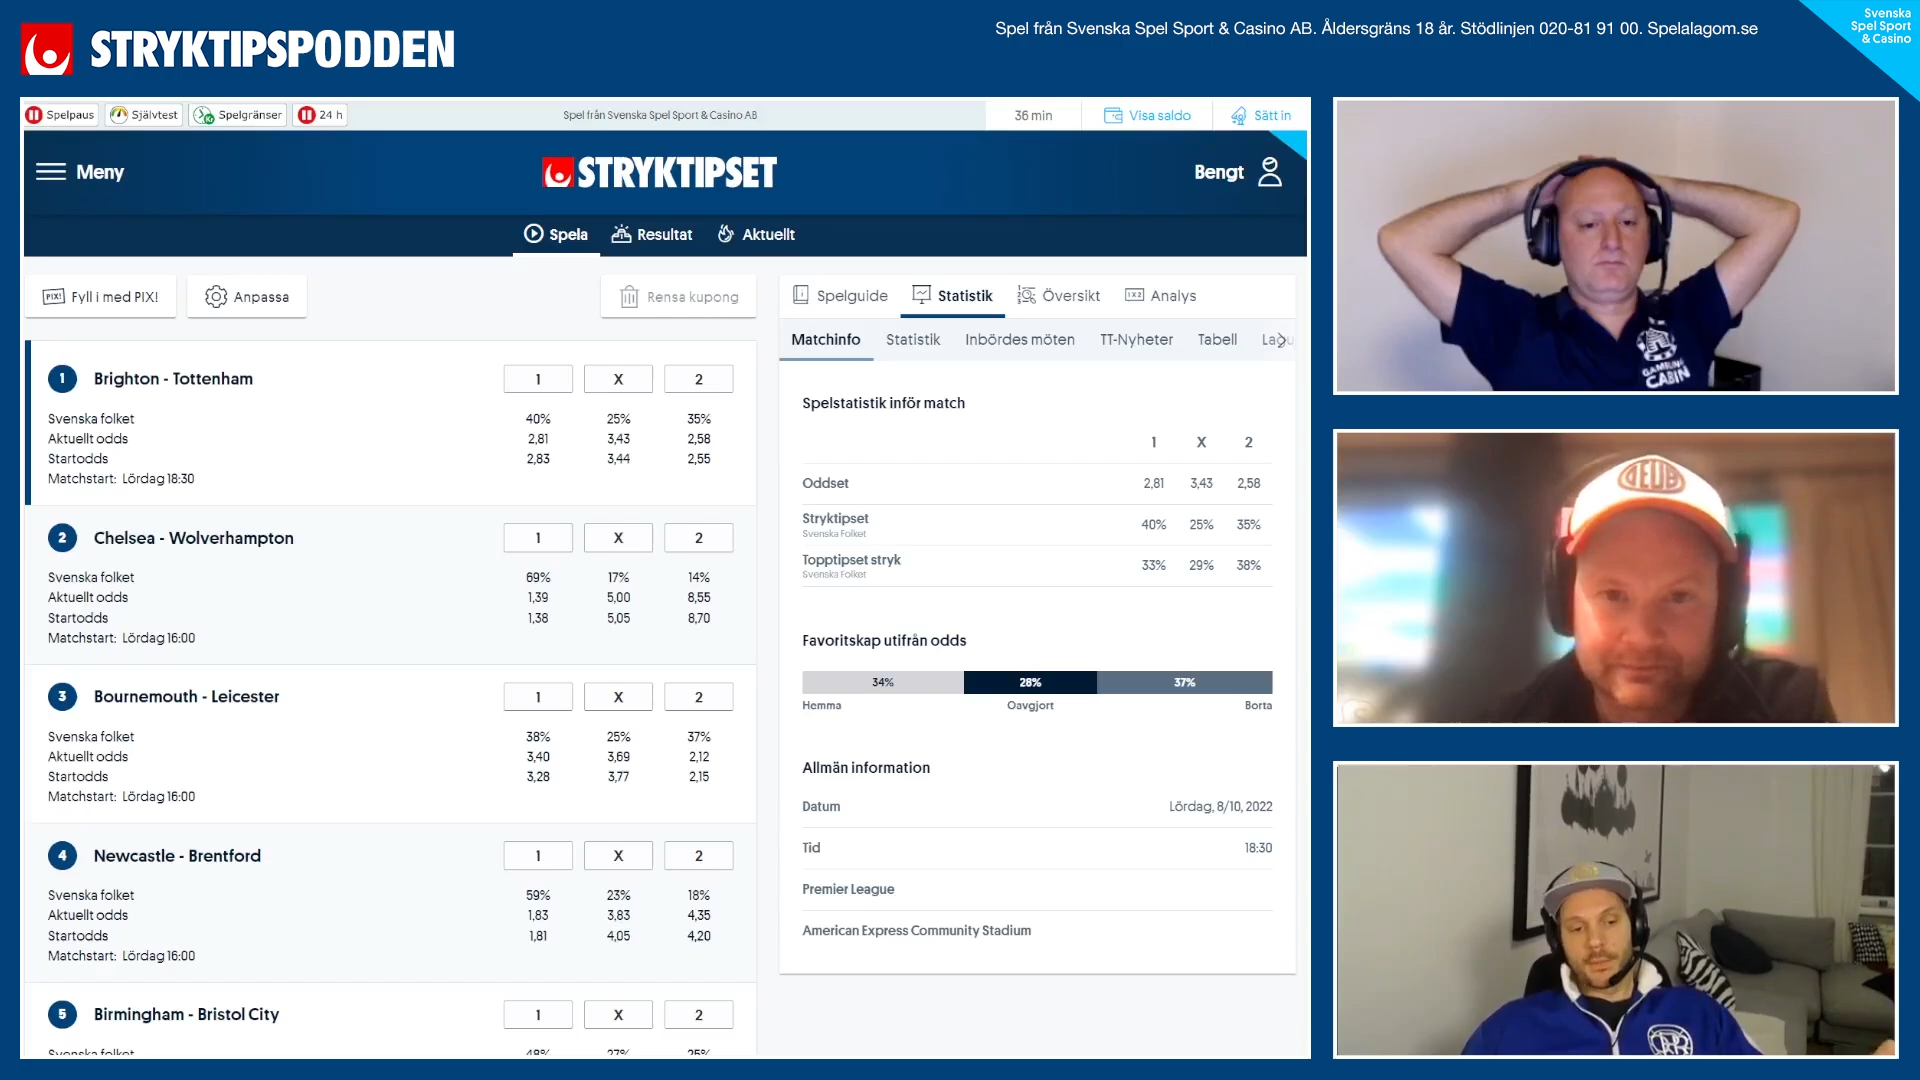 STRYKTIPSPODDEN
Spel från Svenska Spel Sport & Casino AB. Åldersgräns 18 år. Stödlinjen 020-81 91 00. Spelalagom.se
Svenska
Spel Sport
& Casino
Spelpaus
Självtest
Spelgränser
24 h
Spel från Svenska Spel Sport & Casino AB
36 min
Visa saldo
Sätt in
Meny
STRYKTIPSET
Bengt
Spela
Resultat
Aktuellt
PIX! Fyll i med PIX!
Anpassa
Rensa kupong
Spelguide
Statistik
Översikt
1X2 Analys
Matchinfo
Statistik
Inbördes möten
TT-Nyheter
Tabell
1 Brighton - Tottenham 1 X 2
Svenska folket 40% 25% 35%
Aktuellt odds 2,81 3,43 2,58
Startodds 2,83 3,44 2,55
Matchstart: Lördag 18:30
2 Chelsea - Wolverhampton 1 X 2
Svenska folket 69% 17% 14%
Aktuellt odds 1,39 5,00 8,55
Startodds 1,38 5,05 8,70
Matchstart: Lördag 16:00
3 Bournemouth - Leicester 1 X 2
Svenska folket 38% 25% 37%
Aktuellt odds 3,40 3,69 2,12
Startodds 3,28 3,77 2,15
Matchstart: Lördag 16:00
4 Newcastle - Brentford 1 X 2
Svenska folket 59% 23% 18%
Aktuellt odds 1,83 3,83 4,35
Startodds 1,81 4,05 4,20
Matchstart: Lördag 16:00
5 Birmingham - Bristol City 1 X 2
Svenska folket 48% 27% 25%
Spelstatistik inför match
1 X 2
Oddset 2,81 3,43 2,58
Stryktipset 40% 25% 35%
Svenska Folket
Topptipset stryk 33% 29% 38%
Svenska Folket
Favoritskap utifrån odds
34% 28% 37%
Hemma Oavgjort Borta
Allmän information
Datum Lördag, 8/10, 2022
Tid 18:30
Premier League
American Express Community Stadium
GAMBLING
CABIN